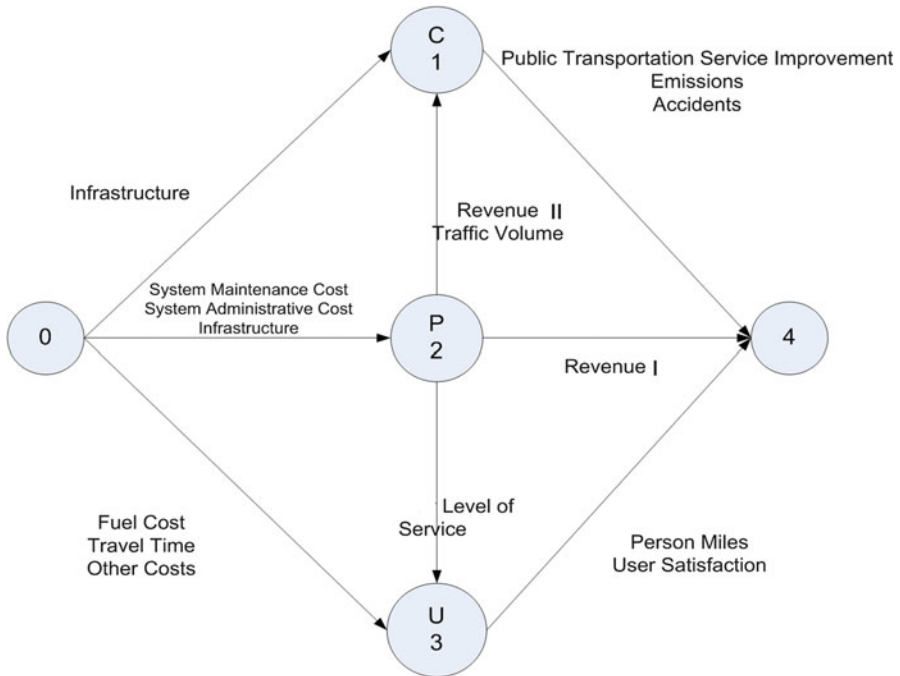 C
1
Public Transportation Service Improvement
Emissions
Accidents
Infrastructure
Revenue II
Traffic Volume
System Maintenance Cost
System Administrative Cost
Infrastructure
0
P
2
4
Revenue I
Level of
Service
Fuel Cost
Travel Time
Other Costs
Person Miles
User Satisfaction
U
3